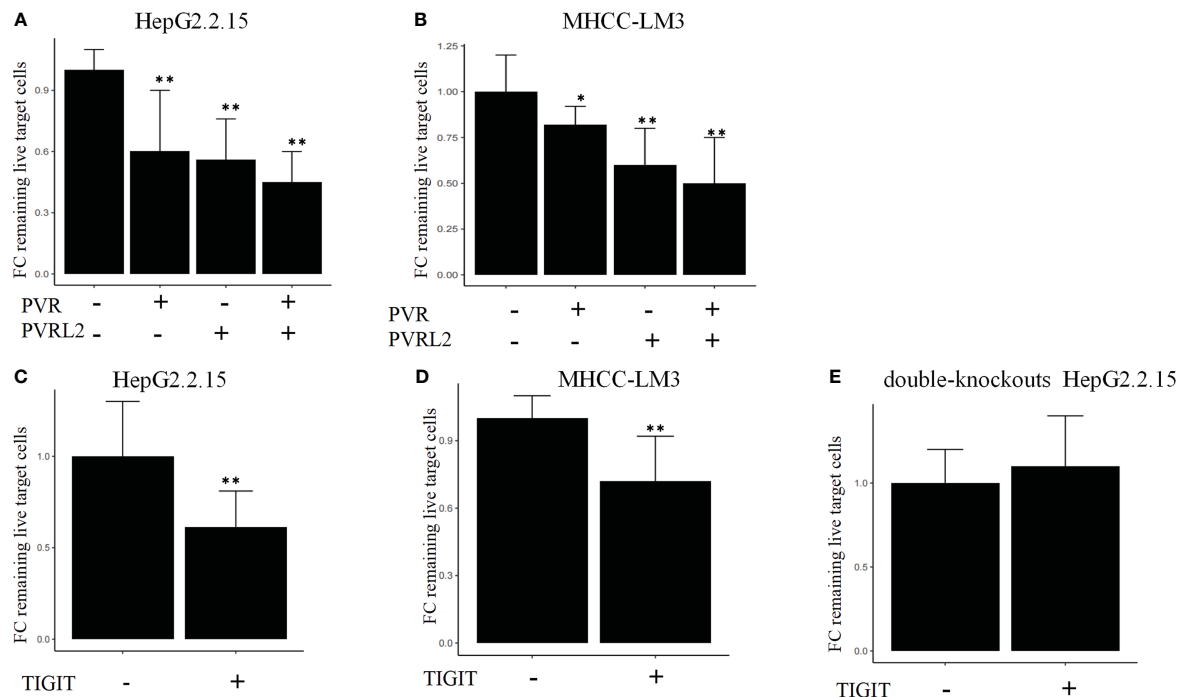 A HepG2.2.15
FC remaining live target cells
0.9
0.6
0.3
0.0
** ** **
PVR - + - +
PVRL2 - - + +
B MHCC-LM3
FC remaining live target cells
1.25
1.00
0.75
0.50
0.25
0.00
* ** **
PVR - + - +
PVRL2 - - + +
C HepG2.2.15
FC remaining live target cells
1.0
0.5
0.0
**
TIGIT - +
D MHCC-LM3
FC remaining live target cells
0.9
0.6
0.3
0.0
**
TIGIT - +
E double-knockouts HepG2.2.15
FC remaining live target cells
1.0
0.5
0.0
TIGIT - +